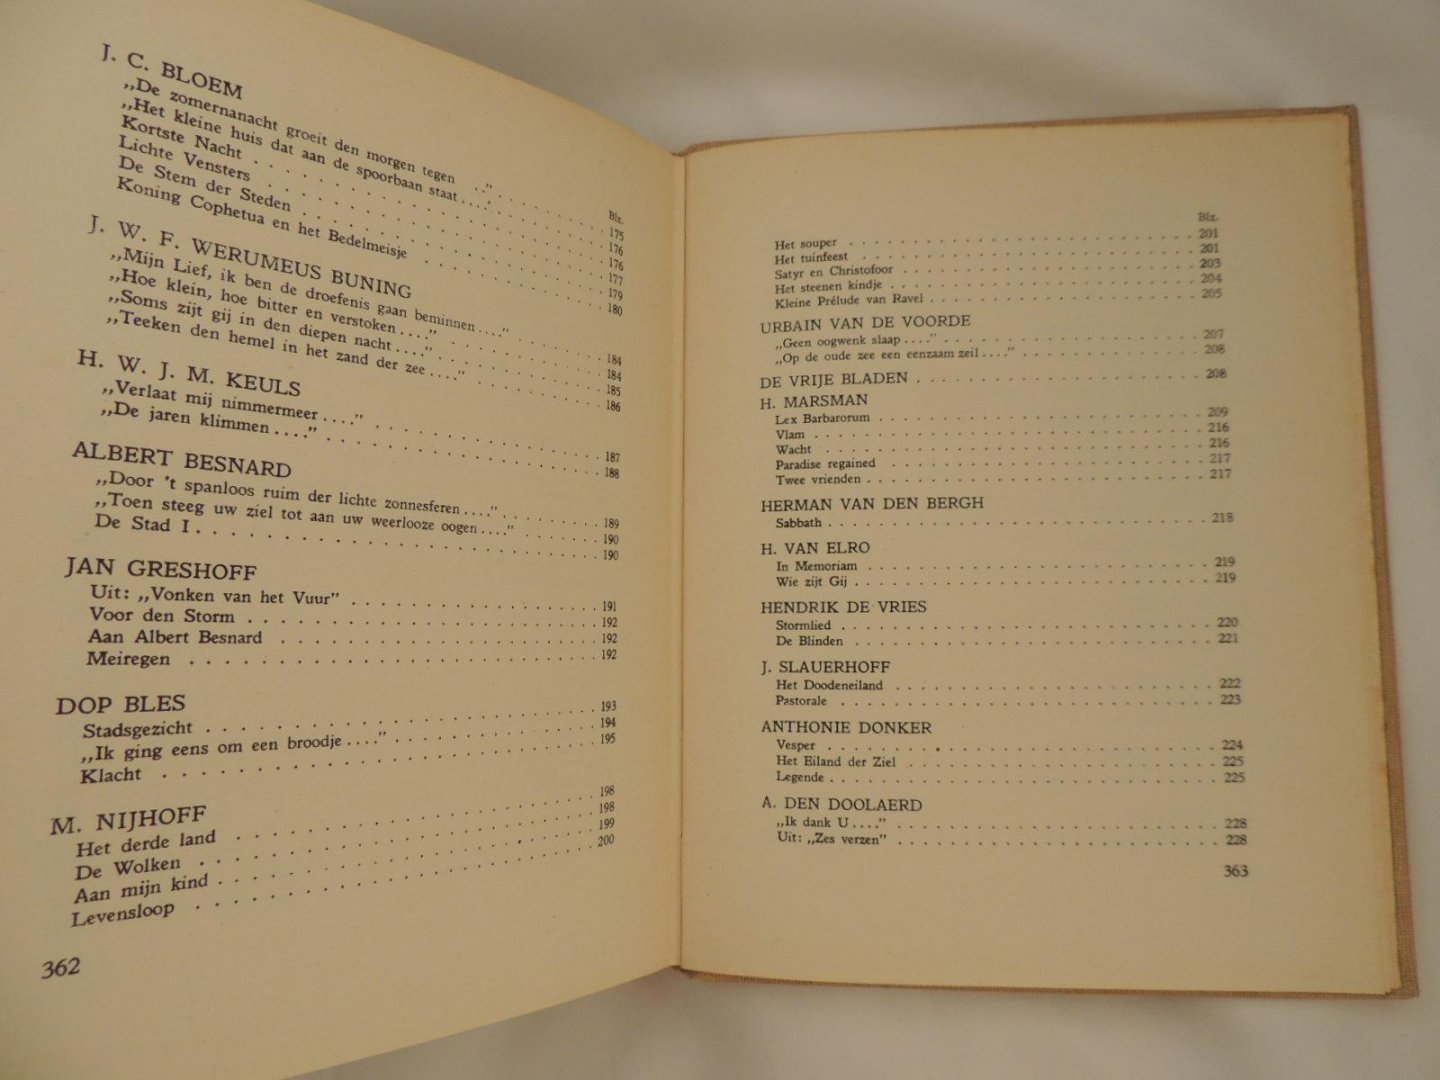 Blz.
J. C. BLOEM
„De zomernanacht groeit den morgen tegen . ." 175
„Het kleine huis dat aan de spoorbaan staat . . . ." 176
Kortste Nacht 176
Lichte Vensters 177
De Stem der Steden 179
Koning Cophetua en het Bedelmeisje 180
J. W. F. WERUMEUS BUNING
„Mijn Lief, ik ben de droefenis gaan beminnen . . . ." 184
„Hoe klein, hoe bitter en verstoken . . . ." 184
„Soms zijt gij in den diepen nacht . . . ." 185
„Teeken den hemel in het zand der zee . . . ." 186
H. W. J. M. KEULS
„Verlaat mij nimmermeer . . . ." 187
„De jaren klimmen . . . ." 188
ALBERT BESNARD
„Door 't spanloos ruim der lichte zonnesferen . . . ." 189
„Toen steeg uw ziel tot aan uw weerlooze oogen . . . ." 190
De Stad I 190
JAN GRESHOFF
Uit: „Vonken van het Vuur" 191
Voor den Storm 192
Aan Albert Besnard 192
Meiregen 192
DOP BLES
Stadsgezicht 193
„Ik ging eens om een broodje . . . ." 194
Klacht 195
M. NIJHOFF
Het derde land 198
De Wolken 198
Aan mijn kind 199
Levensloop 200
362
Blz.
Het souper 201
Het tuinfeest 201
Satyr en Christofoor 203
Het steenen kindje 204
Kleine Prélude van Ravel 205
URBAIN VAN DE VOORDE
„Geen oogwenk slaap . . . ." 207
„Op de oude zee een eenzaam zeil . . . ." 208
DE VRIJE BLADEN 208
H. MARSMAN
Lex Barbarorum 209
Vlam 216
Wacht 216
Paradise regained 217
Twee vrienden 217
HERMAN VAN DEN BERGH
Sabbath 218
H. VAN ELRO
In Memoriam 219
Wie zijt Gij 219
HENDRIK DE VRIES
Stormlied 220
De Blinden 221
J. SLAUERHOFF
Het Doodeneiland 222
Pastorale 223
ANTHONIE DONKER
Vesper 224
Het Eiland der Ziel 225
Legende 225
A. DEN DOOLAERD
„Ik dank U . . . ." 228
Uit: „Zes verzen" 228
363